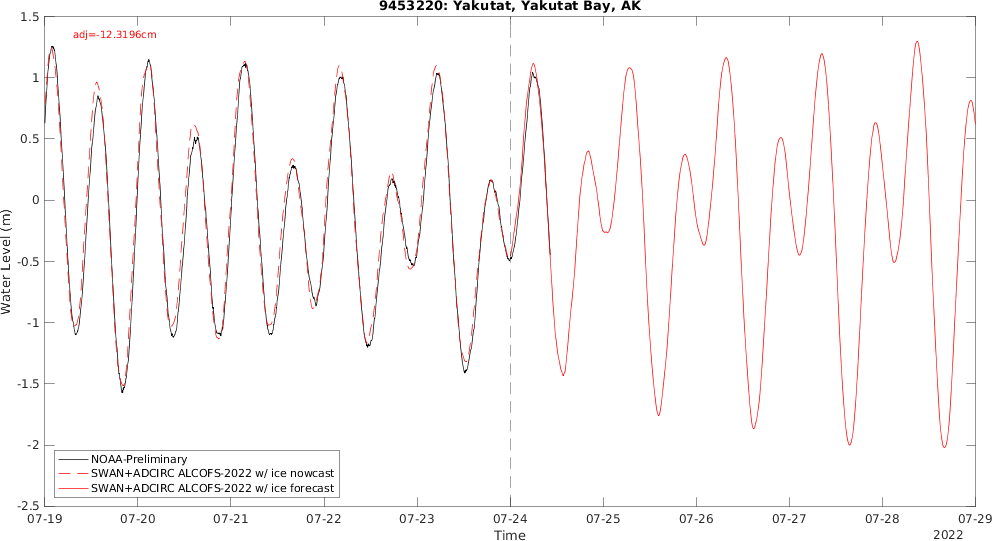 9453220: Yakutat, Yakutat Bay, AK
adj=-12.3196cm
1.5
1
0.5
0
-0.5
-1
-1.5
-2
-2.5
Water Level (m)
NOAA-Preliminary
SWAN+ADCIRC ALCOFS-2022 w/ ice nowcast
SWAN+ADCIRC ALCOFS-2022 w/ ice forecast
07-19 07-20 07-21 07-22 07-23 07-24 07-25 07-26 07-27 07-28 07-29
Time
2022